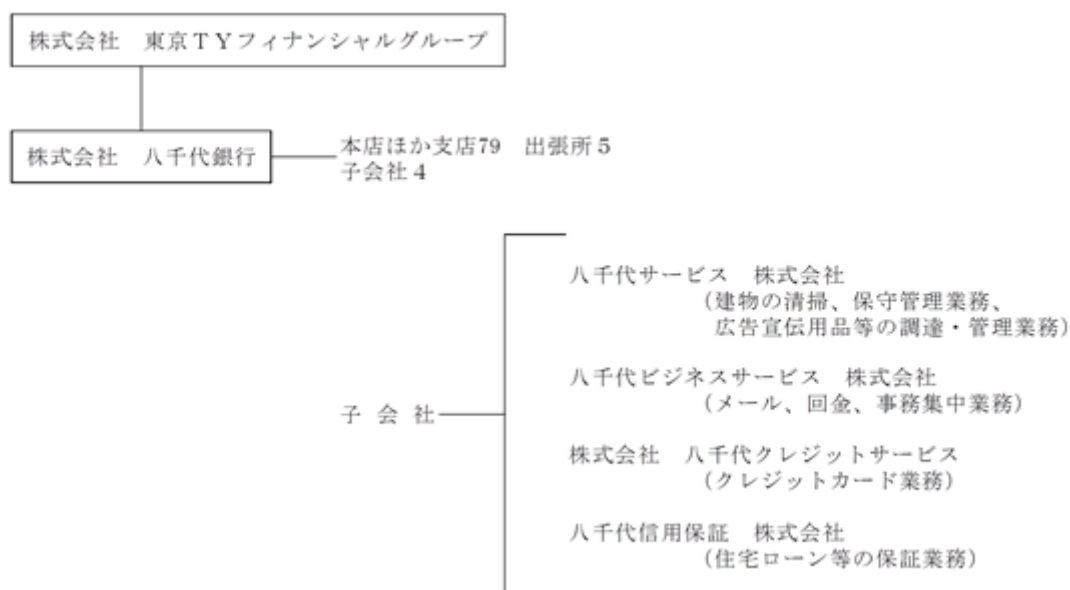 株式会社　東京ＴＹフィナンシャルグループ
株式会社　八千代銀行
本店ほか支店79　出張所５
子会社４
八千代サービス　株式会社
（建物の清掃、保守管理業務、
広告宣伝用品等の調達・管理業務）
八千代ビジネスサービス　株式会社
（メール、回金、事務集中業務）
子 会 社
株式会社　八千代クレジットサービス
（クレジットカード業務）
八千代信用保証　株式会社
（住宅ローン等の保証業務）